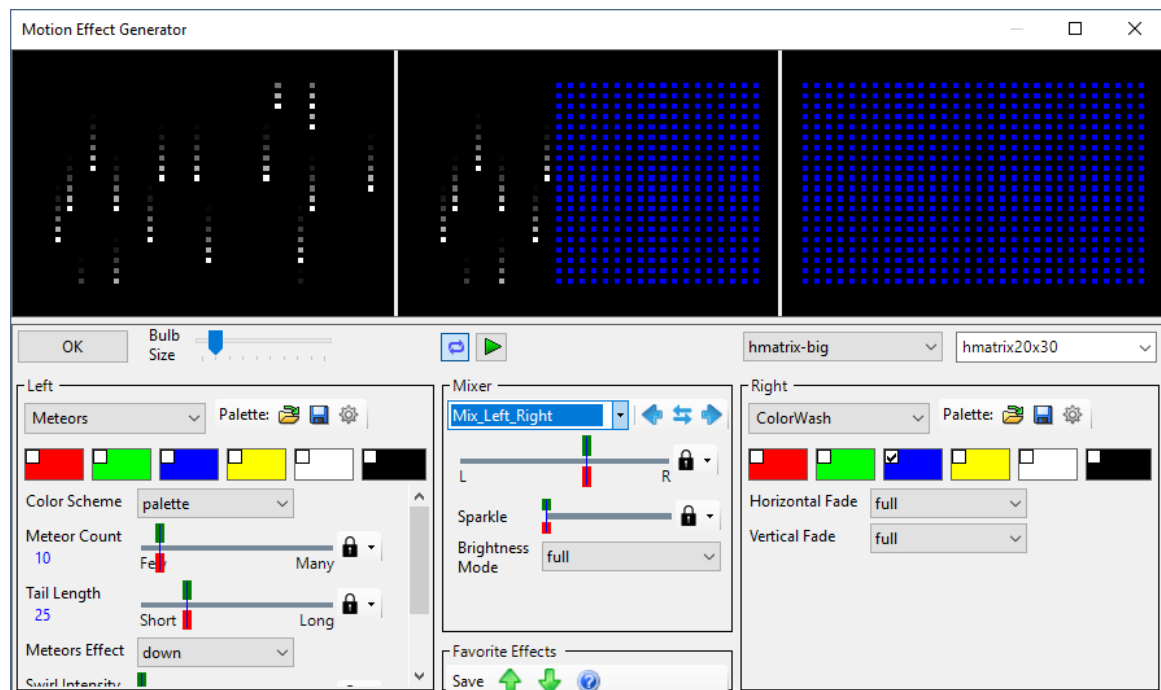 Motion Effect Generator
OK
Bulb
Size
hmatrix-big
hmatrix20x30
Left
Meteors
Palette:
Color Scheme
palette
Meteor Count
10
Few
Many
Tail Length
25
Short
Long
Meteors Effect
down
Swirl Intensity
Mixer
Mix_Left_Right
L
R
Sparkle
Brightness
Mode
full
Favorite Effects
Save
Right
ColorWash
Palette:
Horizontal Fade
full
Vertical Fade
full